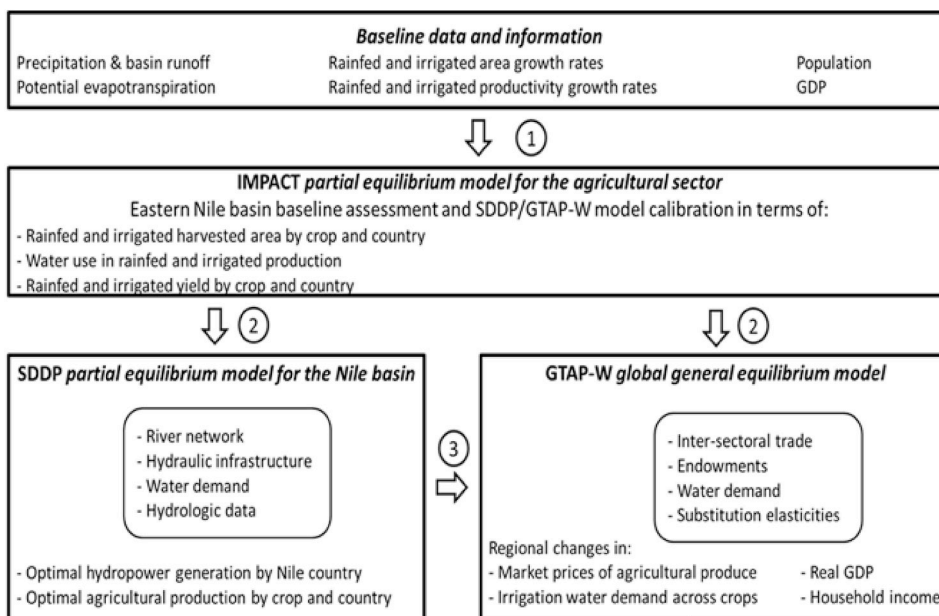 Baseline data and information
Precipitation & basin runoff Rainfed and irrigated area growth rates Population
Potential evapotranspiration Rainfed and irrigated productivity growth rates GDP
1
IMPACT partial equilibrium model for the agricultural sector
Eastern Nile basin baseline assessment and SDDP/GTAP-W model calibration in terms of:
- Rainfed and irrigated harvested area by crop and country
- Water use in rainfed and irrigated production
- Rainfed and irrigated yield by crop and country
2
2
SDDP partial equilibrium model for the Nile basin
- River network
- Hydraulic infrastructure
- Water demand
- Hydrologic data
- Optimal hydropower generation by Nile country
- Optimal agricultural production by crop and country
3
GTAP-W global general equilibrium model
- Inter-sectoral trade
- Endowments
- Water demand
- Substitution elasticities
Regional changes in:
- Market prices of agricultural produce - Real GDP
- Irrigation water demand across crops - Household income